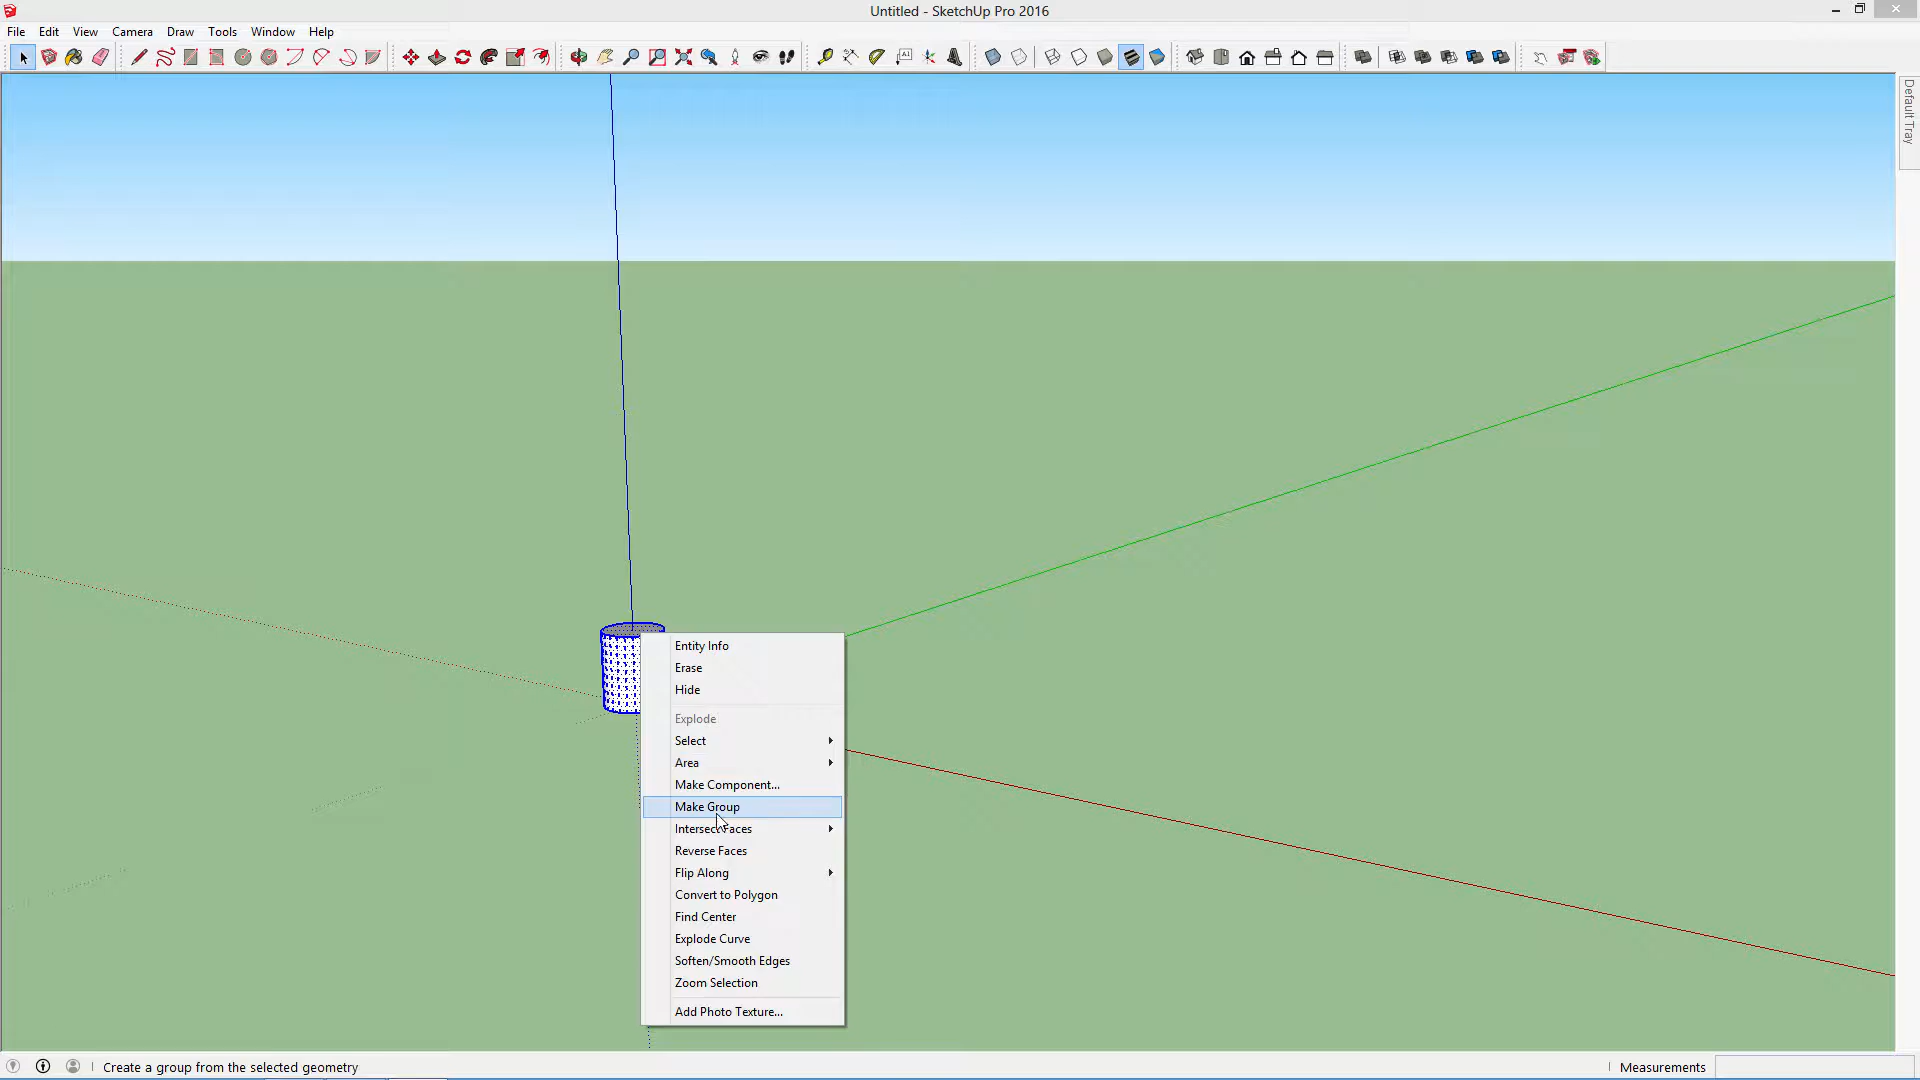 Untitled - SketchUp Pro 2016
File Edit View Camera Draw Tools Window Help
Default Tray
Entity Info
Erase
Hide
Explode
Select
Area
Make Component...
Make Group
Intersect Faces
Reverse Faces
Flip Along
Convert to Polygon
Find Center
Explode Curve
Soften/Smooth Edges
Zoom Selection
Add Photo Texture...
Create a group from the selected geometry
Measurements